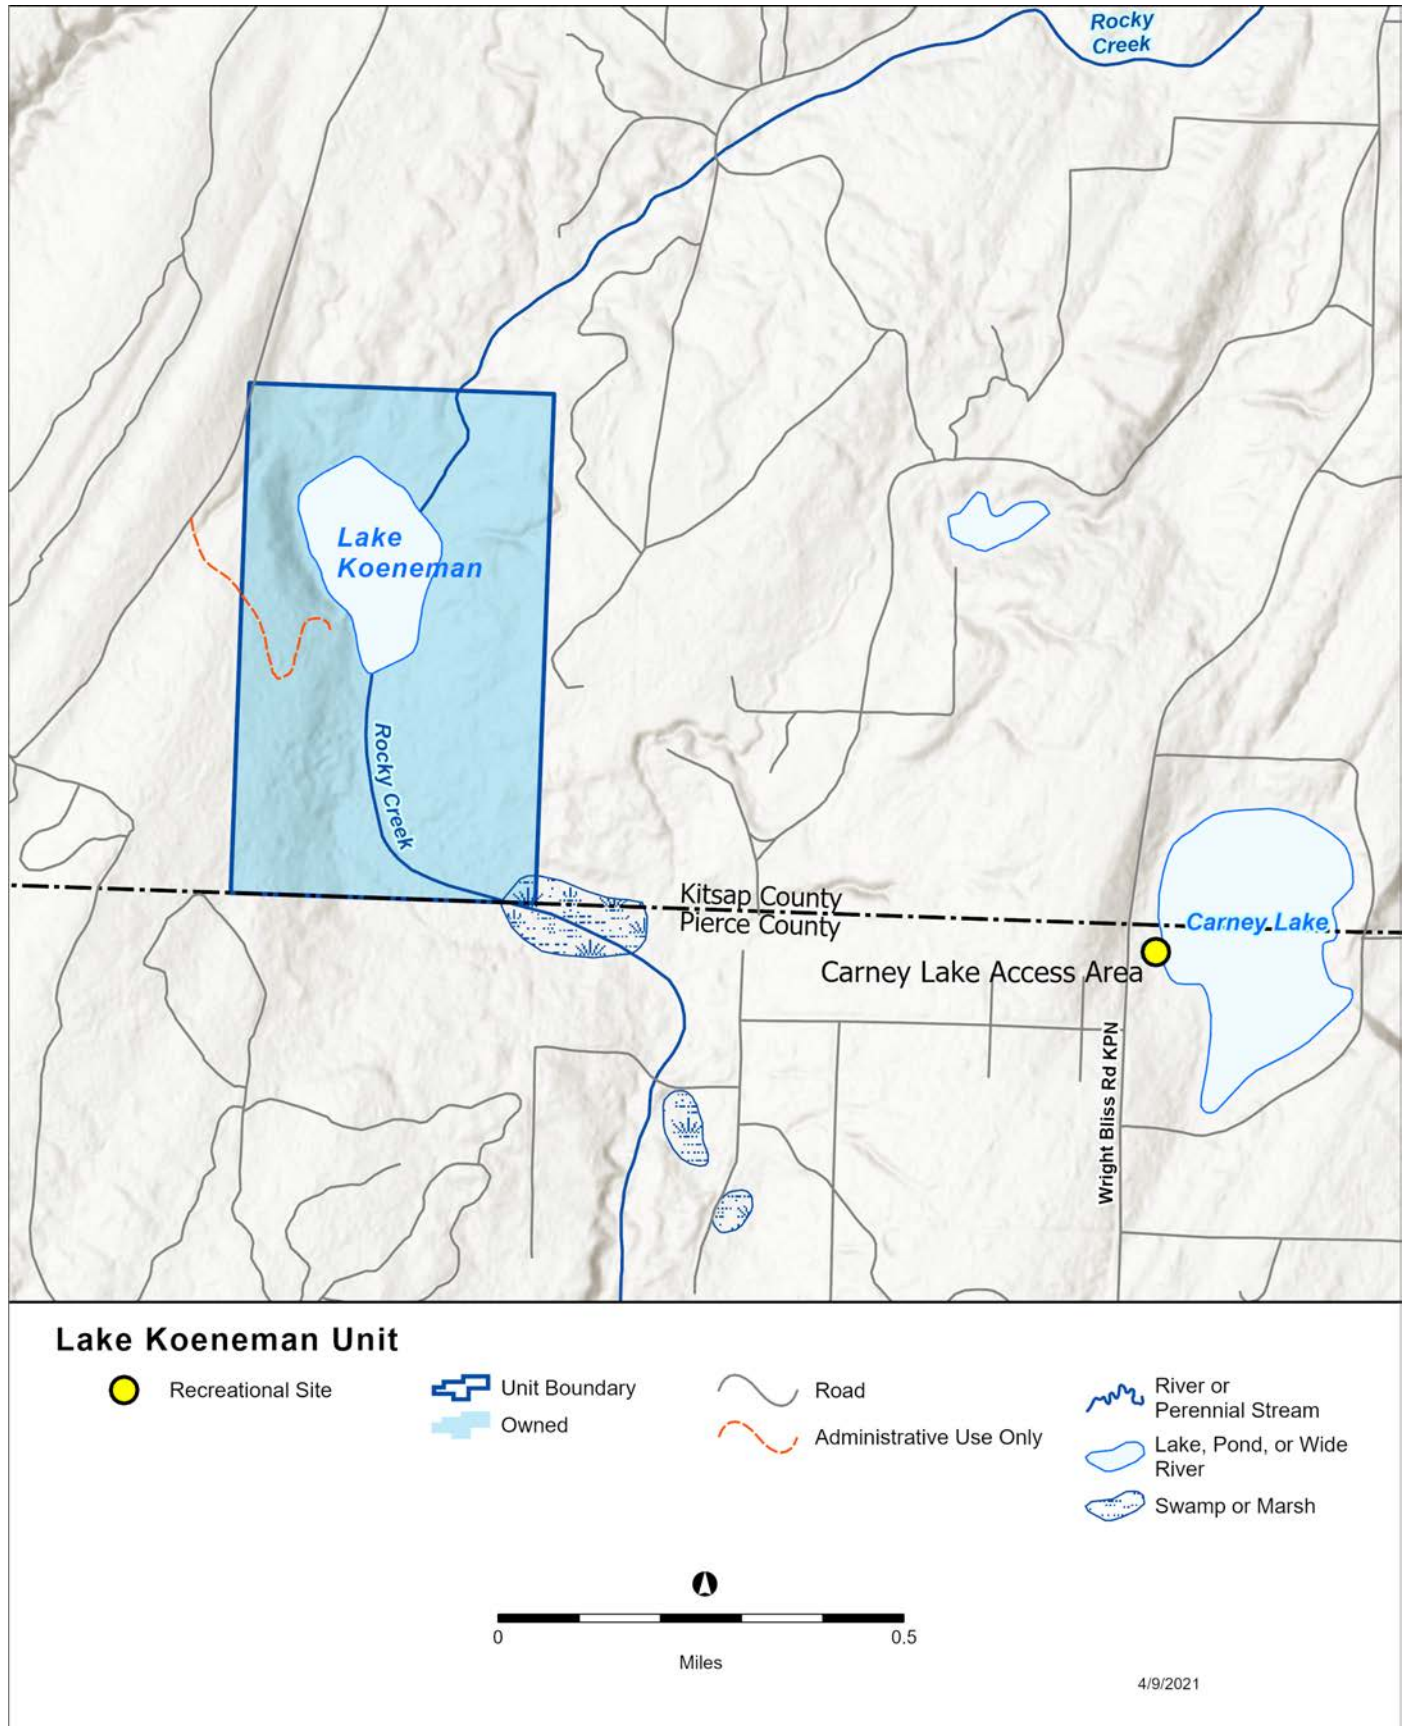 Rocky
Creek
Lake
Koeneman
Rocky Creek
Kitsap County
Pierce County
Carney Lake
Carney Lake Access Area
Wright Bliss Rd KPN
Lake Koeneman Unit
Recreational Site
Unit Boundary
Owned
Road
Administrative Use Only
River or
Perennial Stream
Lake, Pond, or Wide
River
Swamp or Marsh
0
0.5
Miles
4/9/2021